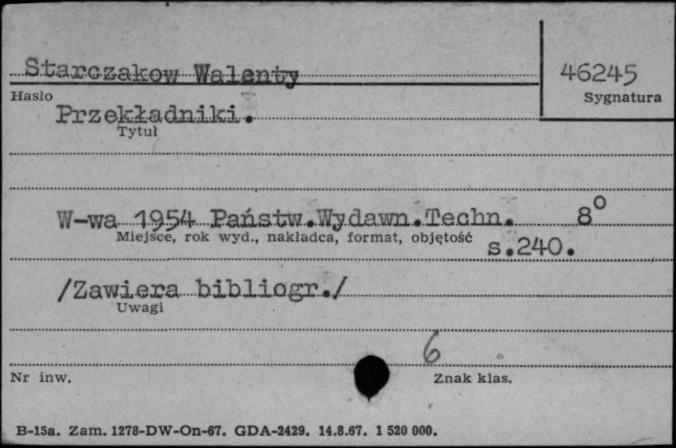 Starczakow Walenty
46245
Hasło
Sygnatura
Przekładniki.
Tytuł
W-wa 1954 Państw.Wydawn.Techn. 8°
Miejsce, rok wyd., nakładca, format, objętość
s.240.
/Zawiera bibliogr./
Uwagi
6
Nr inw.
Znak klas.
B-15a. Zam. 1278-DW-On-67. GDA-2429. 14.8.67. 1 520 000.